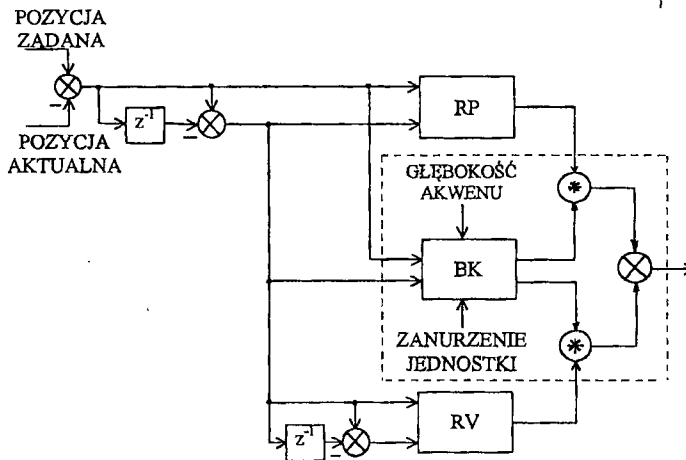 POZYCJA
ZADANA
POZYCJA
AKTUALNA
z⁻¹
RP
GŁĘBOKOŚĆ
AKWENU
BK
ZANURZENIE
JEDNOSTKI
z⁻¹
RV